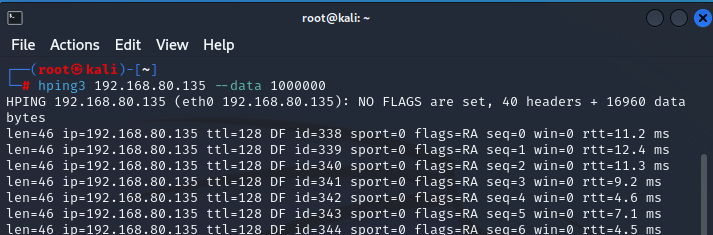 root@kali: ~
File Actions Edit View Help
┌──(root㉿kali)-[~]
└─# hping3 192.168.80.135 --data 1000000
HPING 192.168.80.135 (eth0 192.168.80.135): NO FLAGS are set, 40 headers + 16960 data
bytes
len=46 ip=192.168.80.135 ttl=128 DF id=338 sport=0 flags=RA seq=0 win=0 rtt=11.2 ms
len=46 ip=192.168.80.135 ttl=128 DF id=339 sport=0 flags=RA seq=1 win=0 rtt=12.4 ms
len=46 ip=192.168.80.135 ttl=128 DF id=340 sport=0 flags=RA seq=2 win=0 rtt=11.3 ms
len=46 ip=192.168.80.135 ttl=128 DF id=341 sport=0 flags=RA seq=3 win=0 rtt=9.2 ms
len=46 ip=192.168.80.135 ttl=128 DF id=342 sport=0 flags=RA seq=4 win=0 rtt=4.6 ms
len=46 ip=192.168.80.135 ttl=128 DF id=343 sport=0 flags=RA seq=5 win=0 rtt=7.1 ms
len=46 ip=192.168.80.135 ttl=128 DF id=344 sport=0 flags=RA seq=6 win=0 rtt=4.5 ms